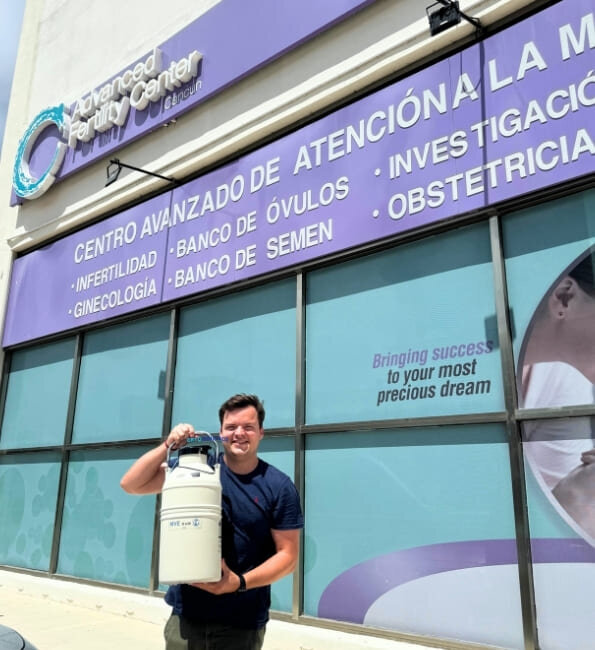 Advanced
Fertility Center
Cancun
CENTRO AVANZADO DE ATENCIÓN A LA M
• INFERTILIDAD
• BANCO DE ÓVULOS
• INVESTIGACIÓ
• GINECOLOGÍA
• BANCO DE SEMEN
• OBSTETRICIA
Bringing success
to your most
precious dream
MVE